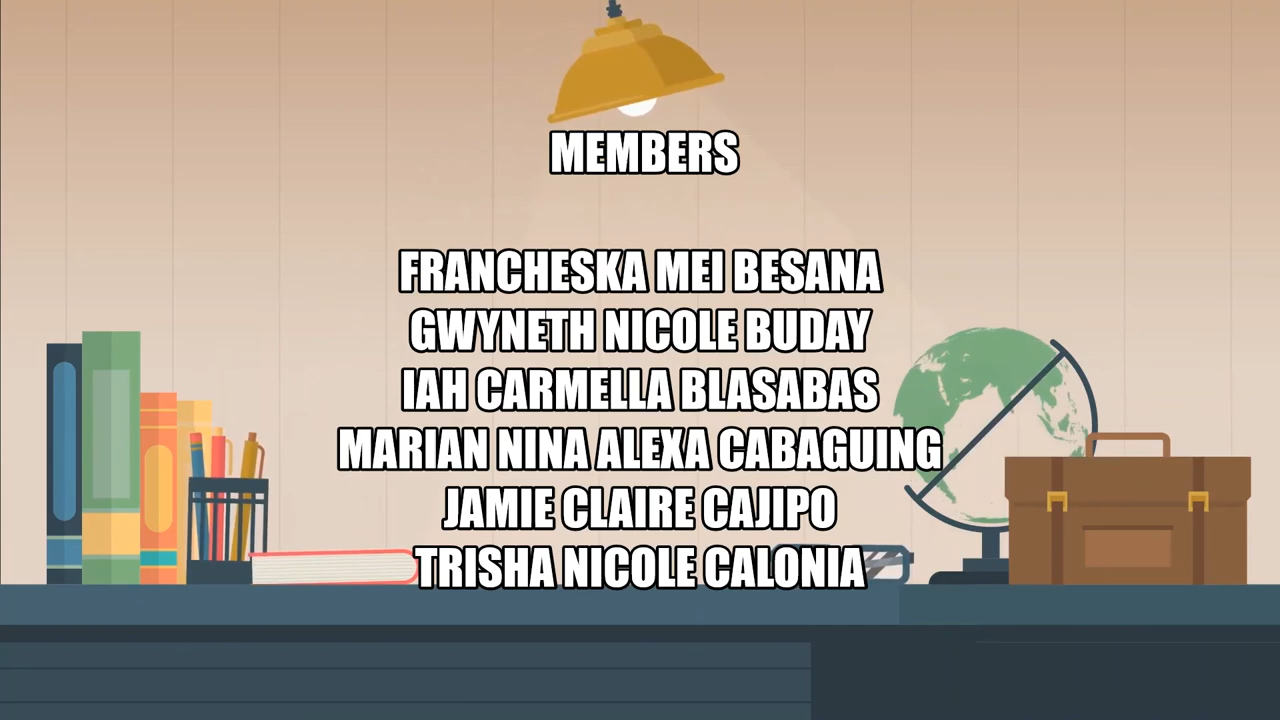 MEMBERS
FRANCHESKA MEI BESANA
GWYNETH NICOLE BUDAY
IAH CARMELLA BLASABAS
MARIAN NINA ALEXA CABAGUING
JAMIE CLAIRE CAJIPO
TRISHA NICOLE CALONIA